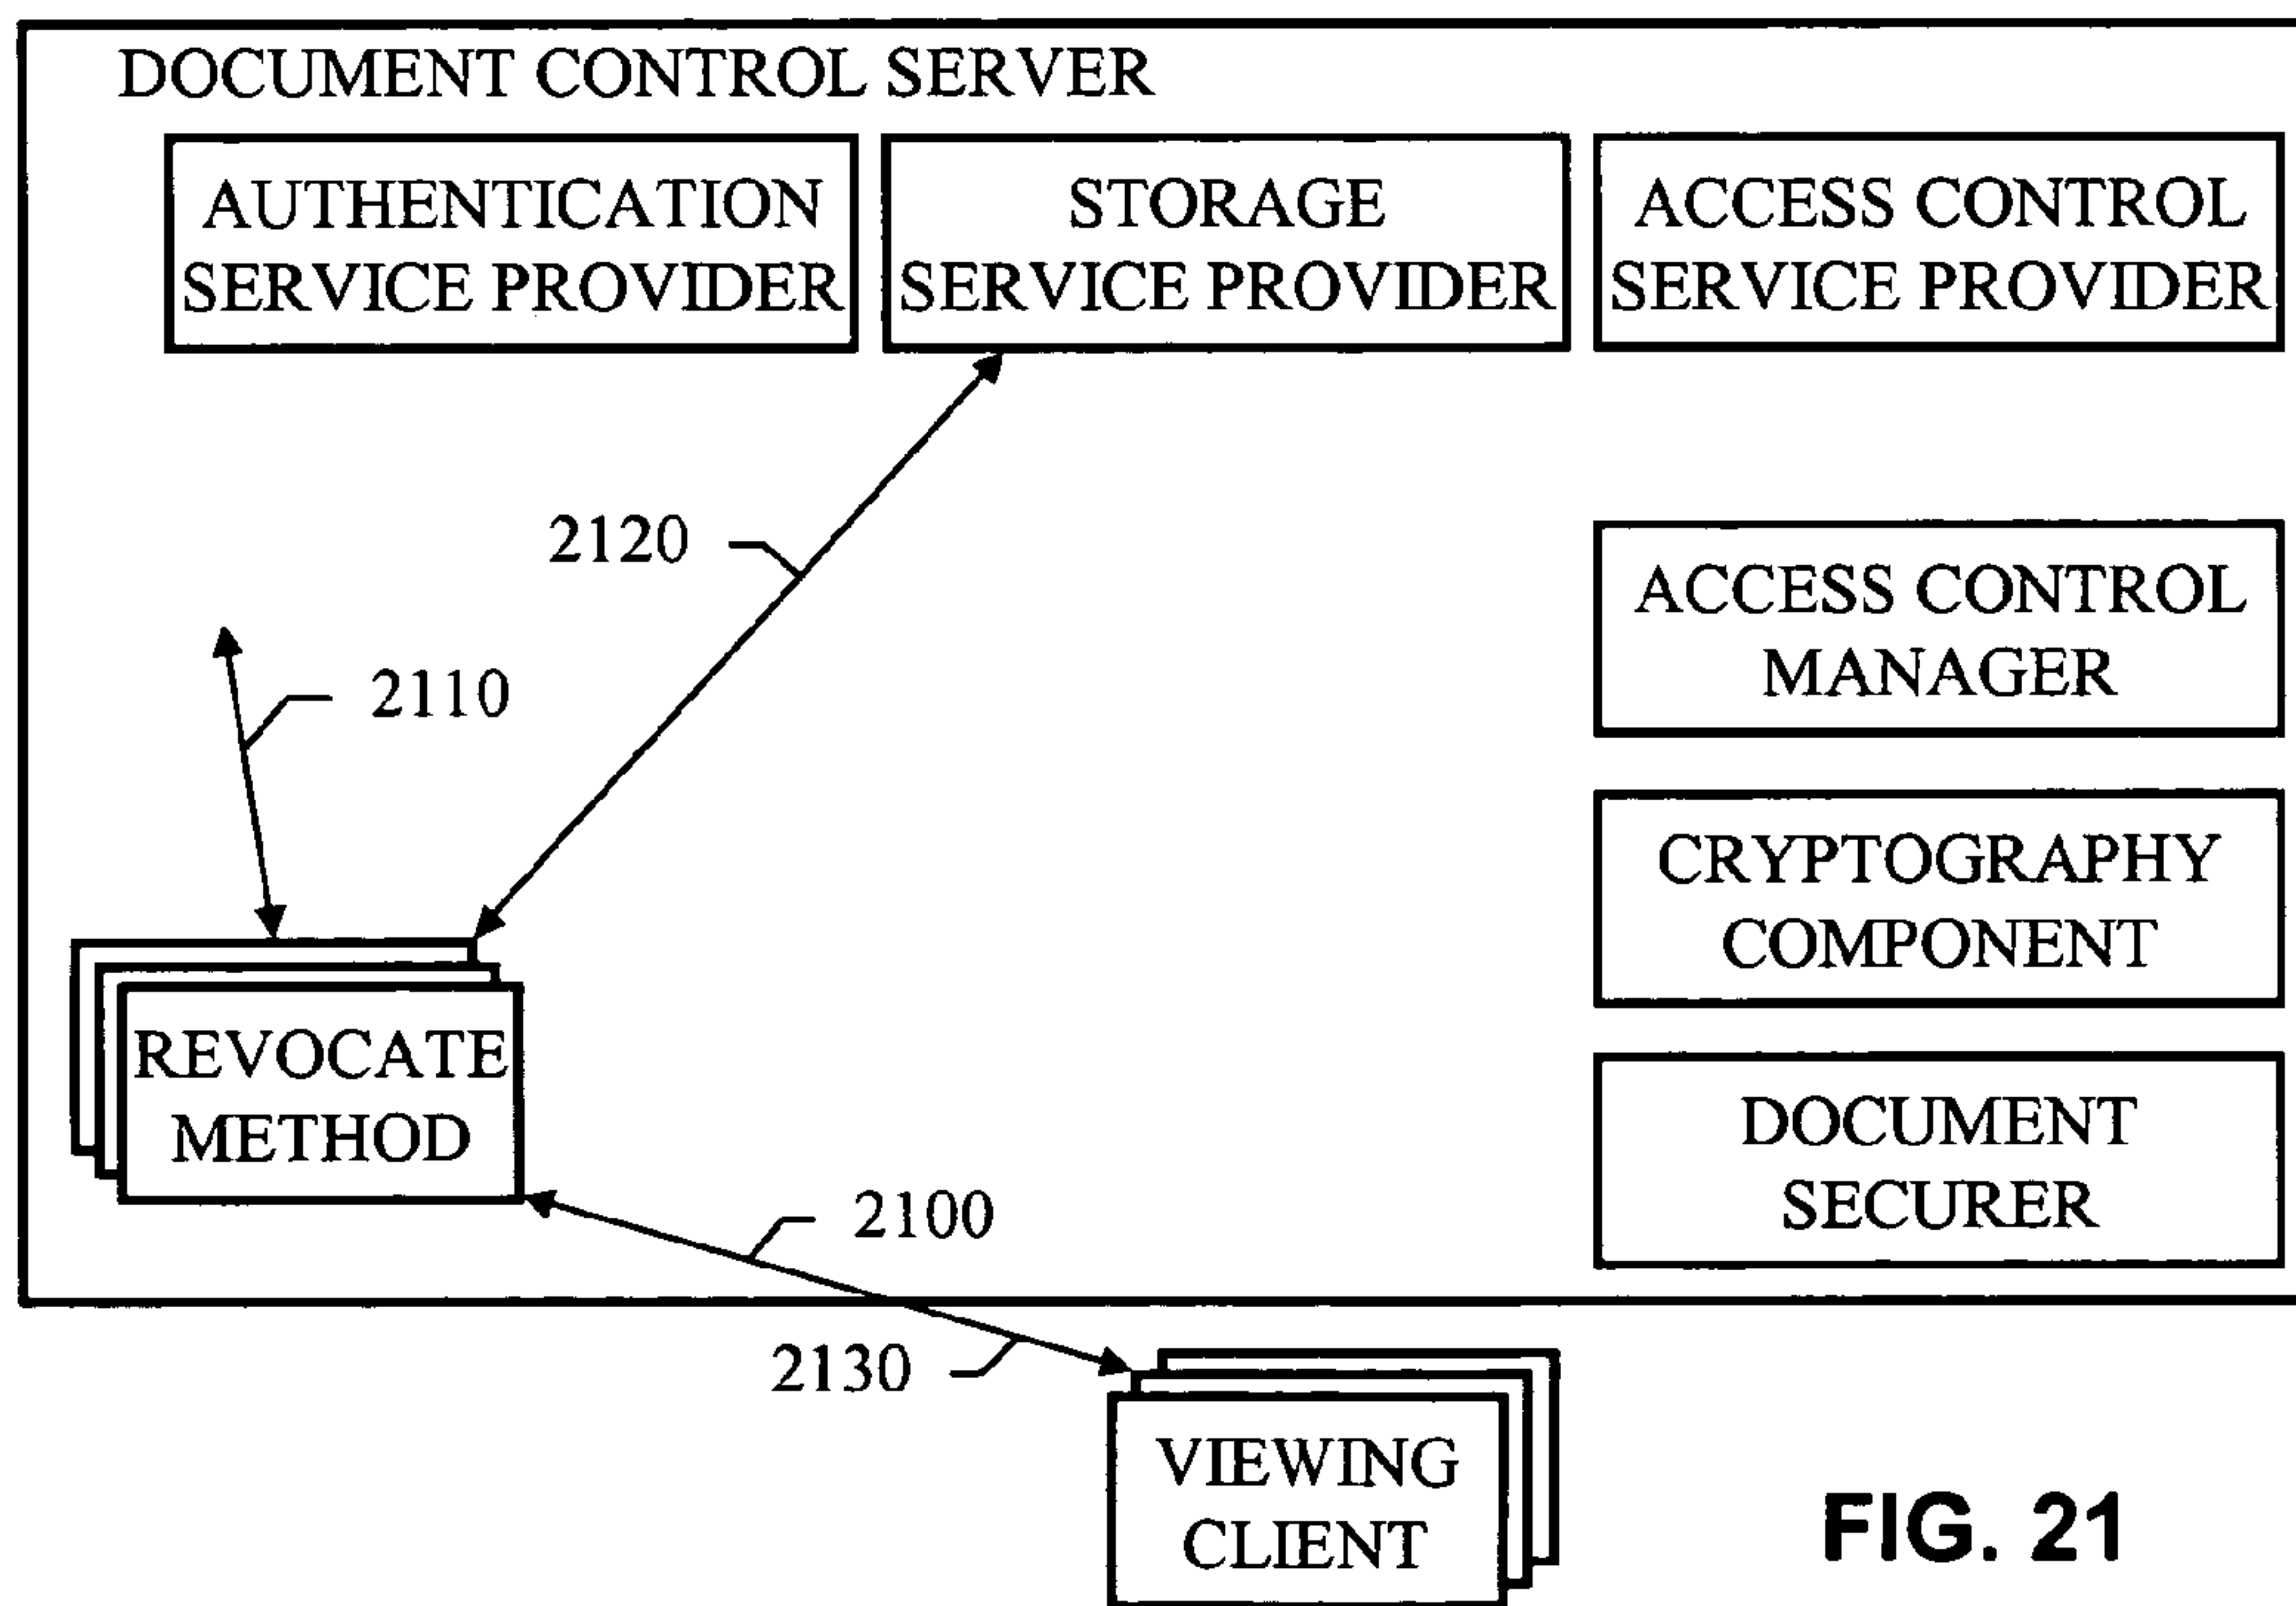 DOCUMENT CONTROL SERVER
AUTHENTICATION
SERVICE PROVIDER
STORAGE
SERVICE PROVIDER
ACCESS CONTROL
SERVICE PROVIDER
2120
ACCESS CONTROL
MANAGER
2110
CRYPTOGRAPHY
COMPONENT
REVOCATE
METHOD
DOCUMENT
SECURER
2100
2130
VIEWING
CLIENT
FIG. 21